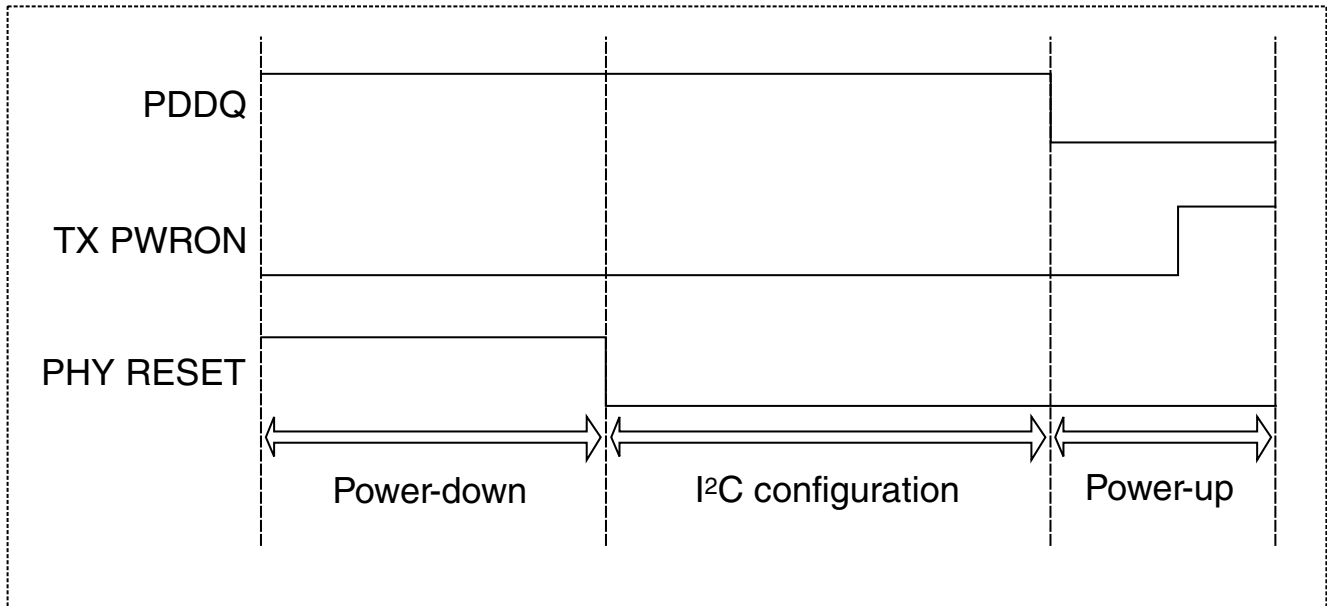 PDDQ
TX PWRON
PHY RESET
Power-down
I²C configuration
Power-up